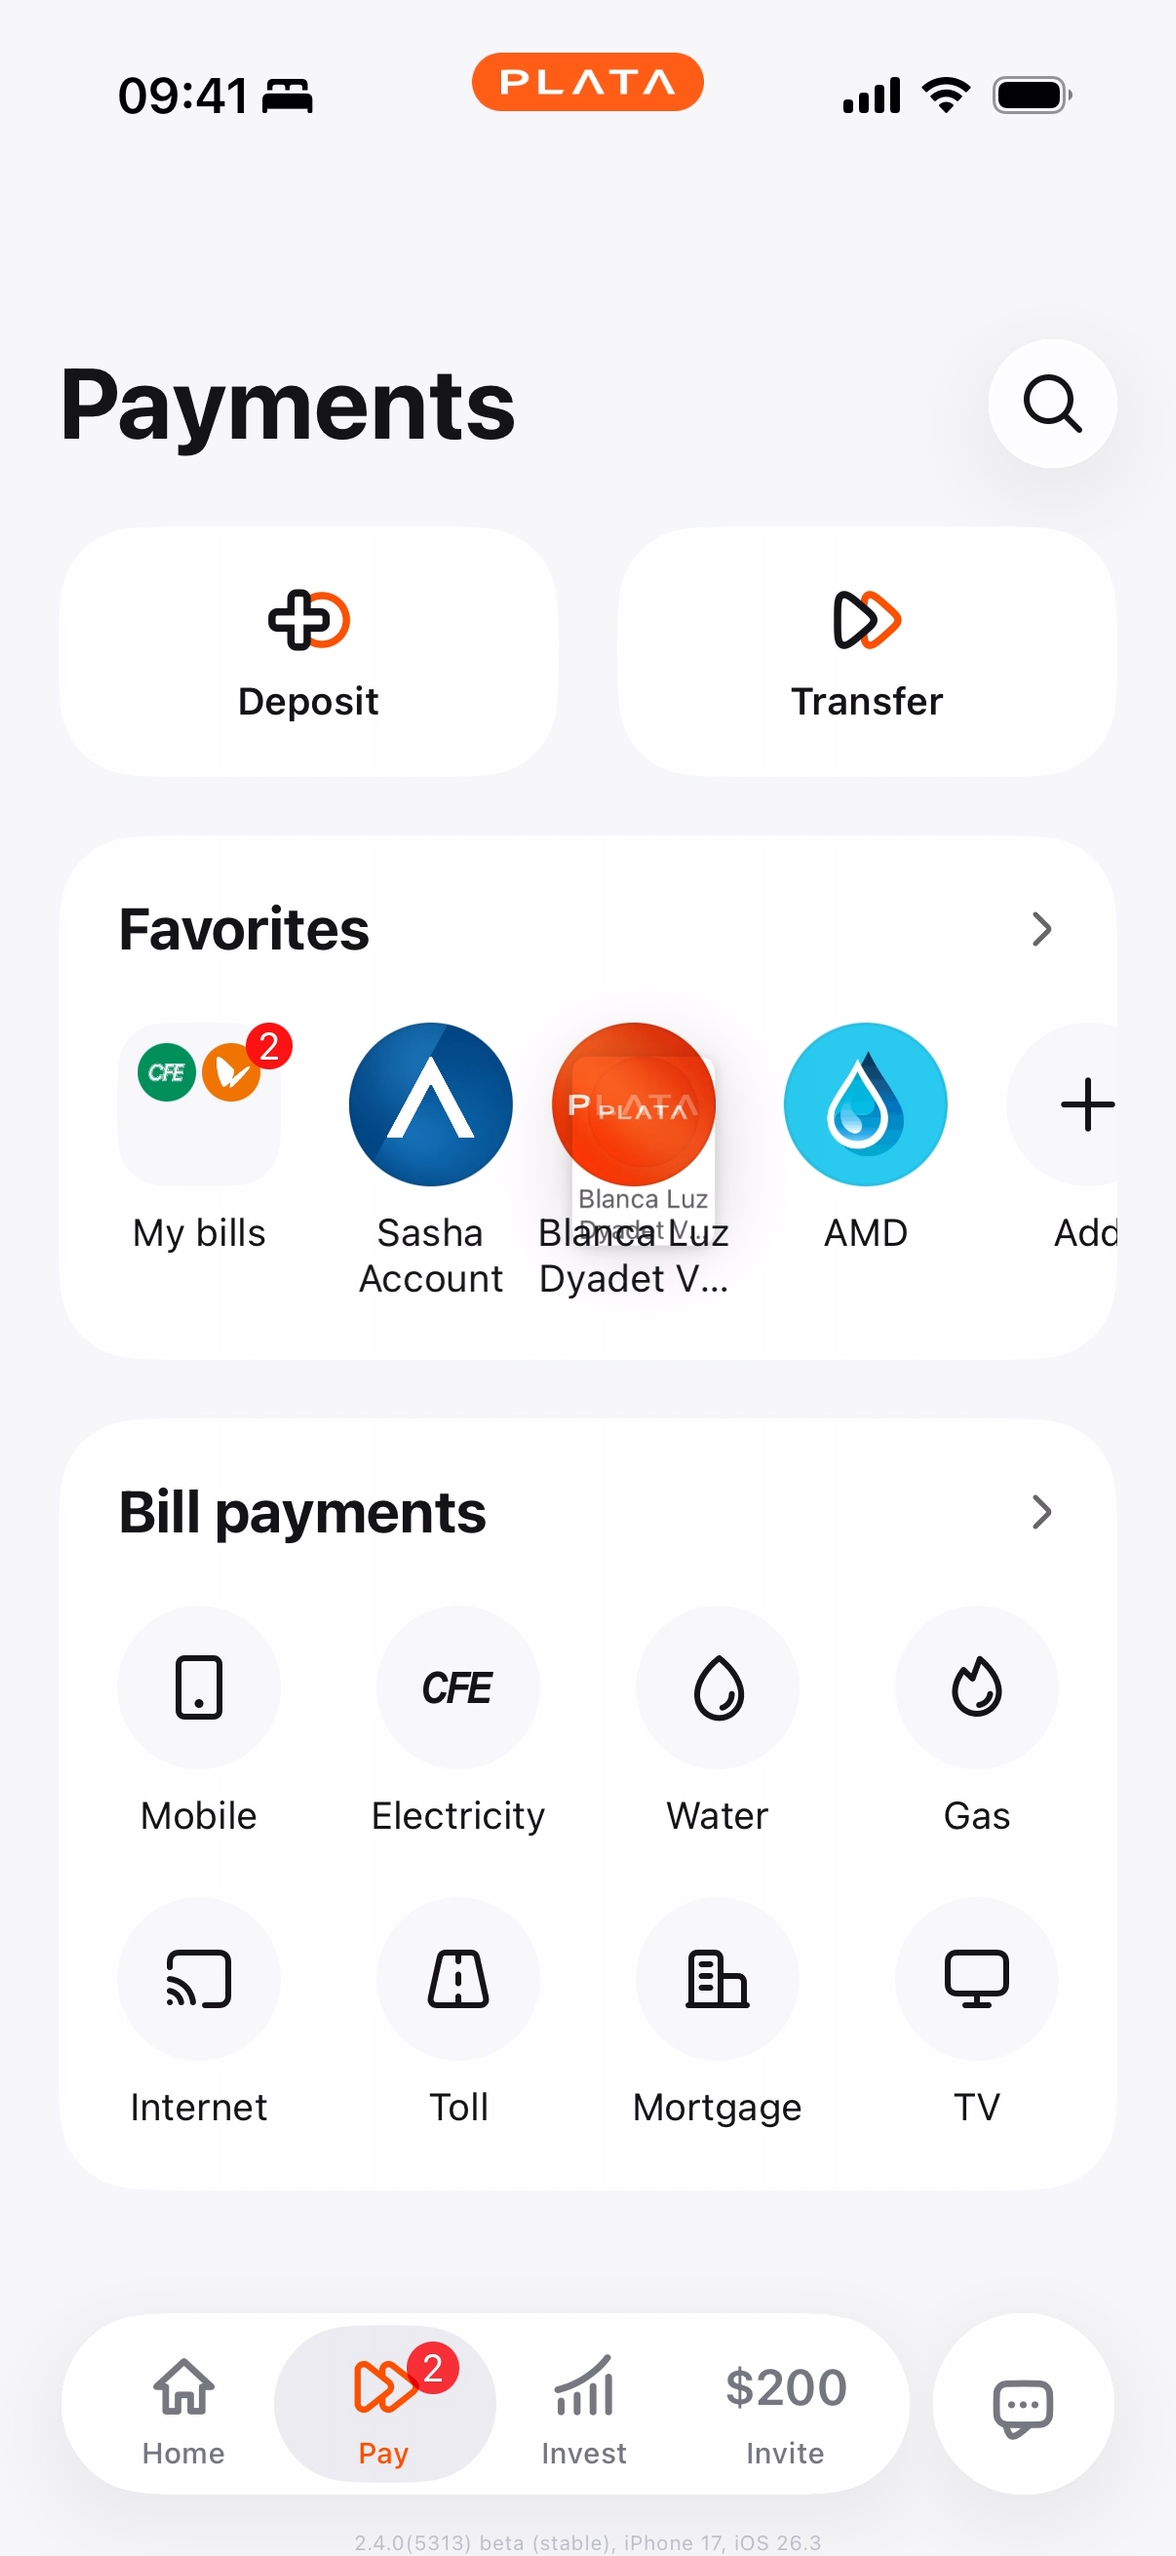 09:41
PLATA
Payments
Deposit
Transfer
Favorites
CFE
2
PLATA
PLATA
Blanca Luz
Dyadet V...
My bills
Sasha
Account
Blanca Luz
Dyadet V...
AMD
Add
Bill payments
CFE
Mobile
Electricity
Water
Gas
Internet
Toll
Mortgage
TV
2
$200
Home
Pay
Invest
Invite
2.4.0(5313) beta (stable), iPhone 17, iOS 26.3